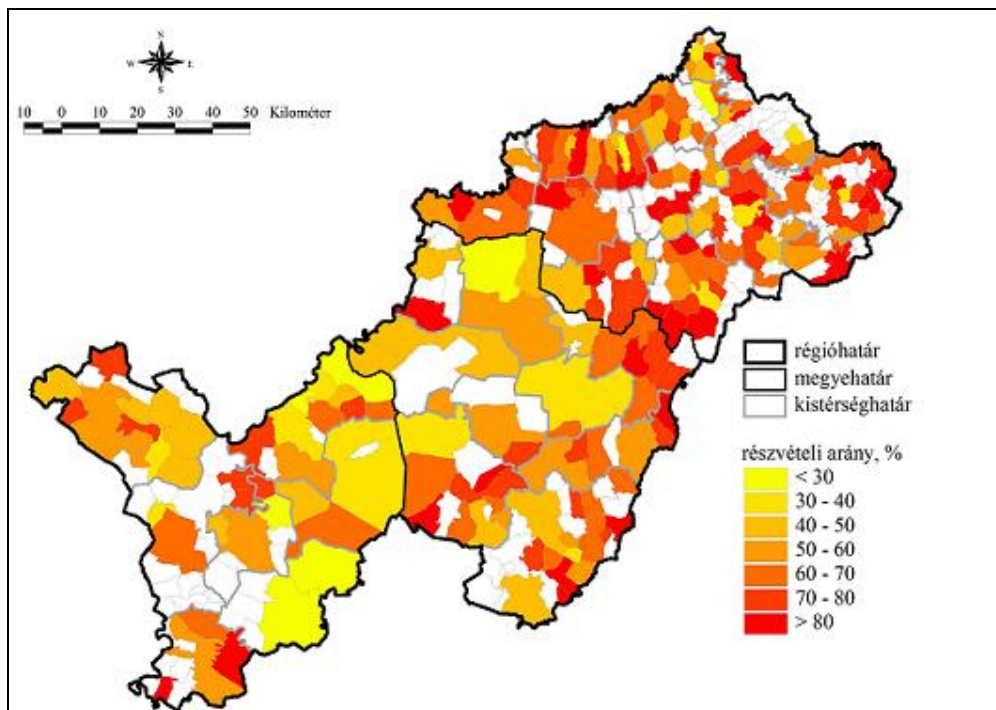 N
W E
S
10 0 10 20 30 40 50 Kilométer
régióhatár
megyehatár
kistérséghatár
részvételi arány, %
< 30
30 - 40
40 - 50
50 - 60
60 - 70
70 - 80
> 80